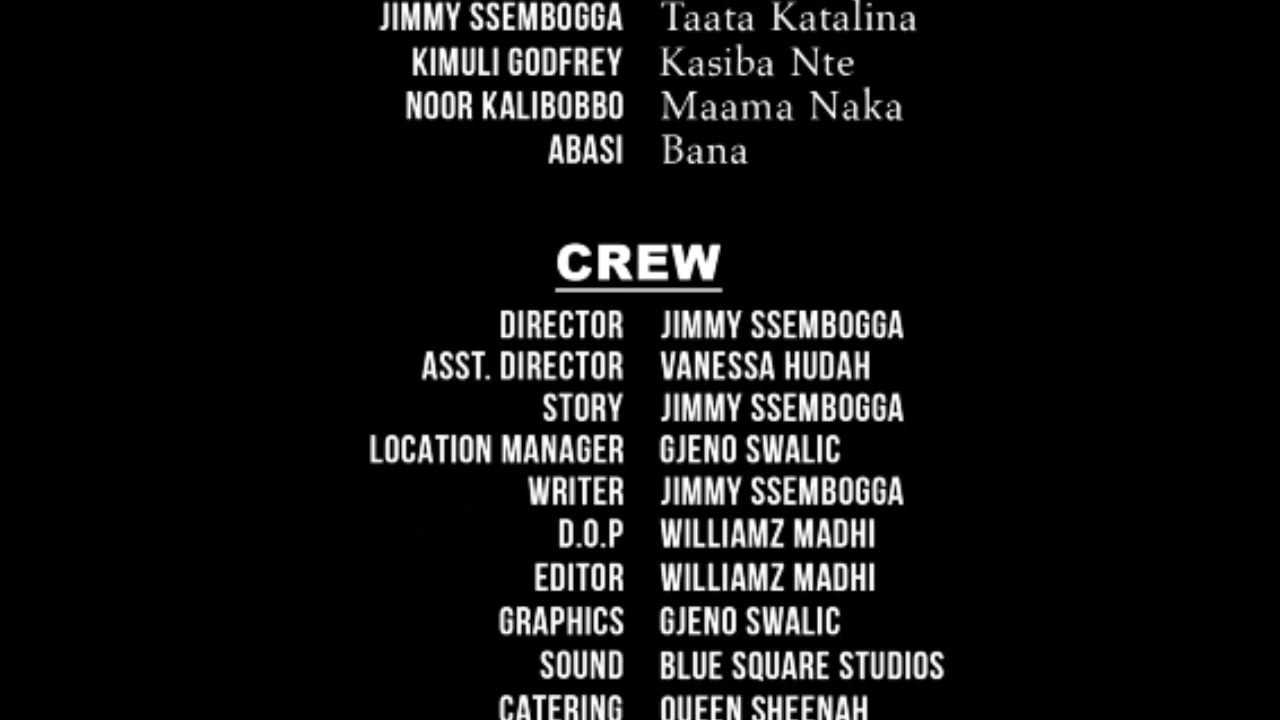 JIMMY SSEMBOGGA Taata Katalina
KIMULI GODFREY Kasiba Nte
NOOR KALIBOBBO Maama Naka
ABASI Bana
CREW
DIRECTOR JIMMY SSEMBOGGA
ASST. DIRECTOR VANESSA HUDAH
STORY JIMMY SSEMBOGGA
LOCATION MANAGER GJENO SWALIC
WRITER JIMMY SSEMBOGGA
D.O.P WILLIAMZ MADHI
EDITOR WILLIAMZ MADHI
GRAPHICS GJENO SWALIC
SOUND BLUE SQUARE STUDIOS
CATERING QUEEN SHEENAH